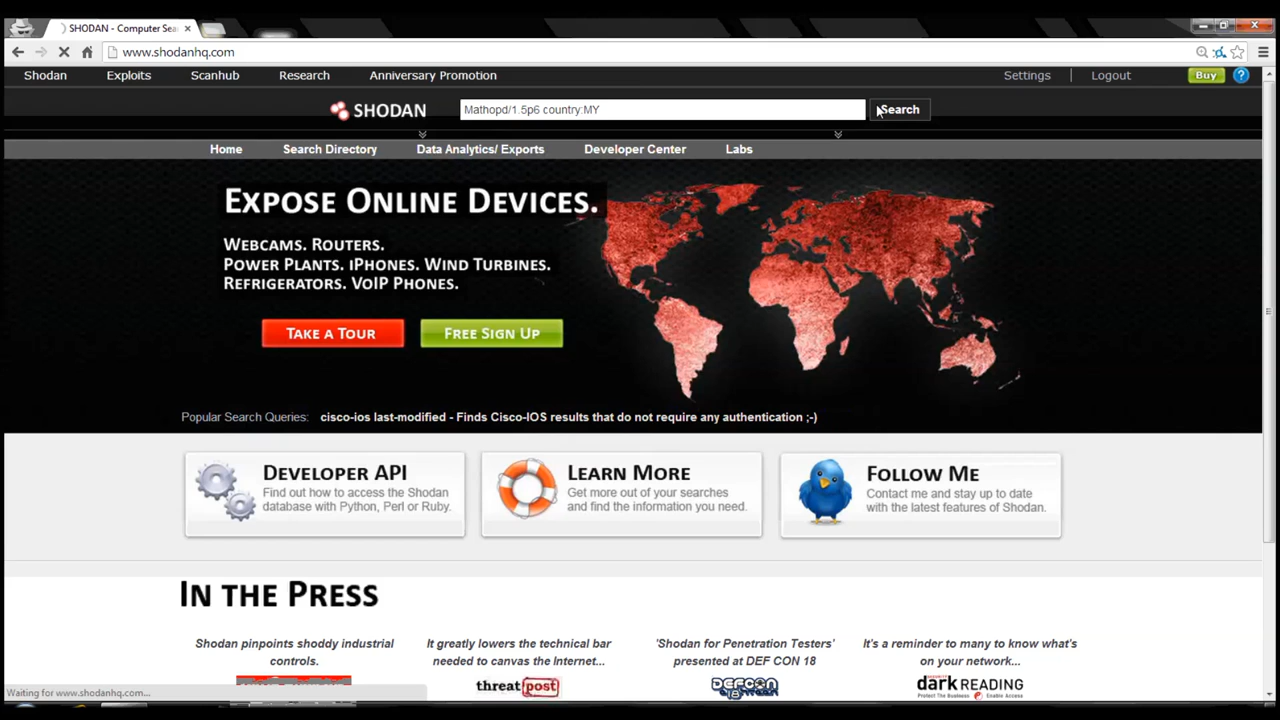 SHODAN - Computer Sea
www.shodanhq.com
Shodan Exploits Scanhub Research Anniversary Promotion Settings Logout Buy ?
SHODAN Mathopd/1.5p6 country:MY Search
Home Search Directory Data Analytics/ Exports Developer Center Labs
EXPOSE ONLINE DEVICES.
WEBCAMS. ROUTERS.
POWER PLANTS. IPHONES. WIND TURBINES.
REFRIGERATORS. VOIP PHONES.
TAKE A TOUR FREE SIGN UP
Popular Search Queries: cisco-ios last-modified - Finds Cisco-IOS results that do not require any authentication ;-)
DEVELOPER API
Find out how to access the Shodan
database with Python, Perl or Ruby.
LEARN MORE
Get more out of your searches
and find the information you need.
FOLLOW ME
Contact me and stay up to date
with the latest features of Shodan.
IN THE PRESS
Shodan pinpoints shoddy industrial
controls.
It greatly lowers the technical bar
needed to canvas the Internet...
threat post
'Shodan for Penetration Testers'
presented at DEF CON 18
DEFCON
It's a reminder to many to know what's
on your network...
dark READING
Waiting for www.shodanhq.com...